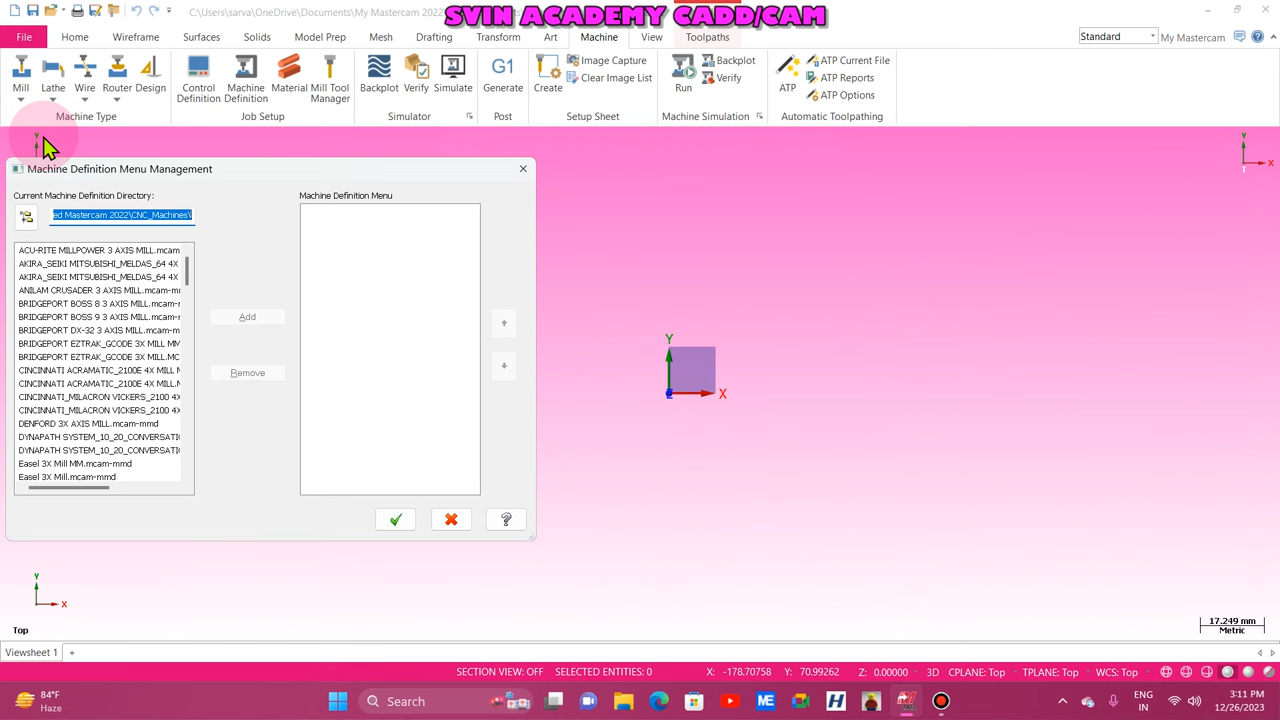 C:\Users\sarva\OneDrive\Documents\My Mastercam 2022\
SVIN ACADEMY CADD/CAM
File Home Wireframe Surfaces Solids Model Prep Mesh Drafting Transform Art Machine View Toolpaths Standard My Mastercam
Mill Lathe Wire Router Design
Machine Type
Control Definition Machine Definition Material Mill Tool Manager
Job Setup
Backplot Verify Simulate
Simulator
G1
Generate
Post
Create Image Capture
Clear Image List
Setup Sheet
Run Backplot
Verify
Machine Simulation
ATP ATP Current File
ATP Reports
ATP Options
Automatic Toolpathing
Y
Y
X
Machine Definition Menu Management
Current Machine Definition Directory:
Machine Definition Menu
ed Mastercam 2022\CNC_Machines\
ACU-RITE MILLPOWER 3 AXIS MILL.mcam
AKIRA_SEIKI MITSUBISHI_MELDAS_64 4X
AKIRA_SEIKI MITSUBISHI_MELDAS_64 4X
ANILAM CRUSADER 3 AXIS MILL.mcam-mr
BRIDGEPORT BOSS 8 3 AXIS MILL.mcam-
BRIDGEPORT BOSS 9 3 AXIS MILL.mcam-
BRIDGEPORT DX-32 3 AXIS MILL.mcam-m
BRIDGEPORT EZTRAK_GCODE 3X MILL MM
BRIDGEPORT EZTRAK_GCODE 3X MILL.MC
CINCINNATI ACRAMATIC_2100E 4X MILL M
CINCINNATI ACRAMATIC_2100E 4X MILL.m
CINCINNATI_MILACRON VICKERS_2100 4X
CINCINNATI_MILACRON VICKERS_2100 4X
DENFORD 3X AXIS MILL.mcam-mmd
DYNAPATH SYSTEM_10_20_CONVERSATIO
DYNAPATH SYSTEM_10_20_CONVERSATIO
Easel 3X Mill MM.mcam-mmd
Easel 3X Mill.mcam-mmd
Add
Remove
Y
Z
X
Y
X
Top
17.249 mm
Metric
Viewsheet 1 +
SECTION VIEW: OFF SELECTED ENTITIES: 0 X: -178.70758 Y: 70.99262 Z: 0.00000 3D CPLANE: Top TPLANE: Top WCS: Top
84°F
Haze
Search
ME
H
ENG
IN
3:11 PM
12/26/2023